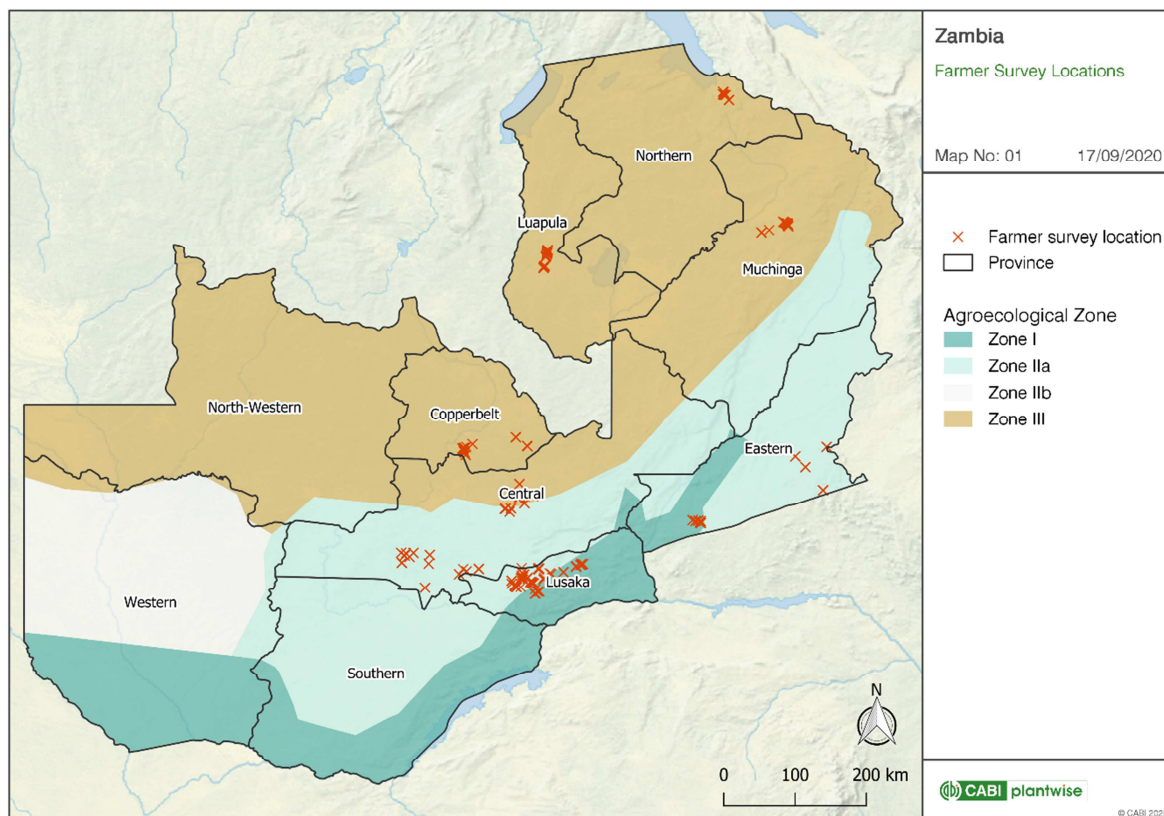 Zambia
Farmer Survey Locations
Map No: 01 17/09/2020
Farmer survey location
Province
Agroecological Zone
Zone I
Zone IIa
Zone IIb
Zone III
Northern
Luapula
Muchinga
North-Western
Copperbelt
Eastern
Central
Western
Lusaka
Southern
N
0 100 200 km
CABI plantwise
© CABI